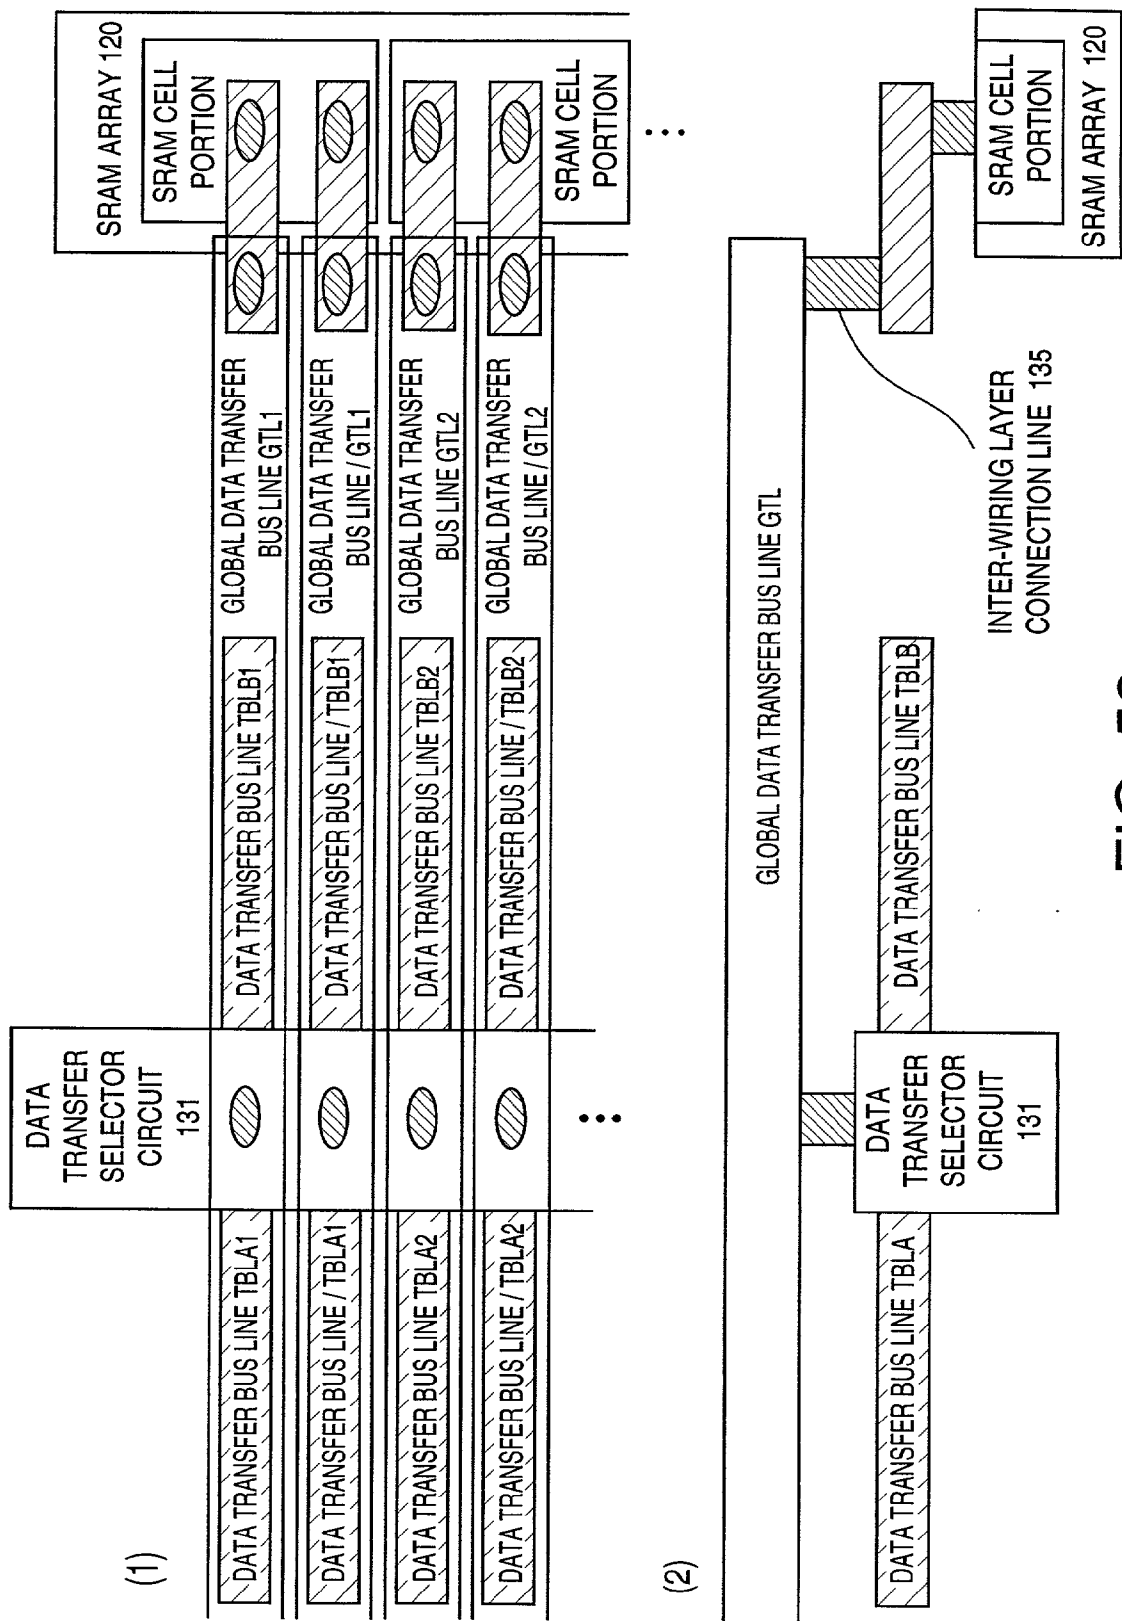 (1)
DATA
TRANSFER
SELECTOR
CIRCUIT
131
SRAM ARRAY 120
SRAM CELL
PORTION
DATA TRANSFER BUS LINE TBLA1
DATA TRANSFER BUS LINE TBLB1
GLOBAL DATA TRANSFER
BUS LINE GTL1
DATA TRANSFER BUS LINE / TBLA1
DATA TRANSFER BUS LINE / TBLB1
GLOBAL DATA TRANSFER
BUS LINE / GTL1
DATA TRANSFER BUS LINE TBLA2
DATA TRANSFER BUS LINE TBLB2
GLOBAL DATA TRANSFER
BUS LINE GTL2
DATA TRANSFER BUS LINE / TBLA2
DATA TRANSFER BUS LINE / TBLB2
GLOBAL DATA TRANSFER
BUS LINE / GTL2
SRAM CELL
PORTION
(2)
GLOBAL DATA TRANSFER BUS LINE GTL
DATA TRANSFER BUS LINE TBLA
DATA
TRANSFER
SELECTOR
CIRCUIT
131
DATA TRANSFER BUS LINE TBLB
INTER-WIRING LAYER
CONNECTION LINE 135
SRAM CELL
PORTION
SRAM ARRAY 120